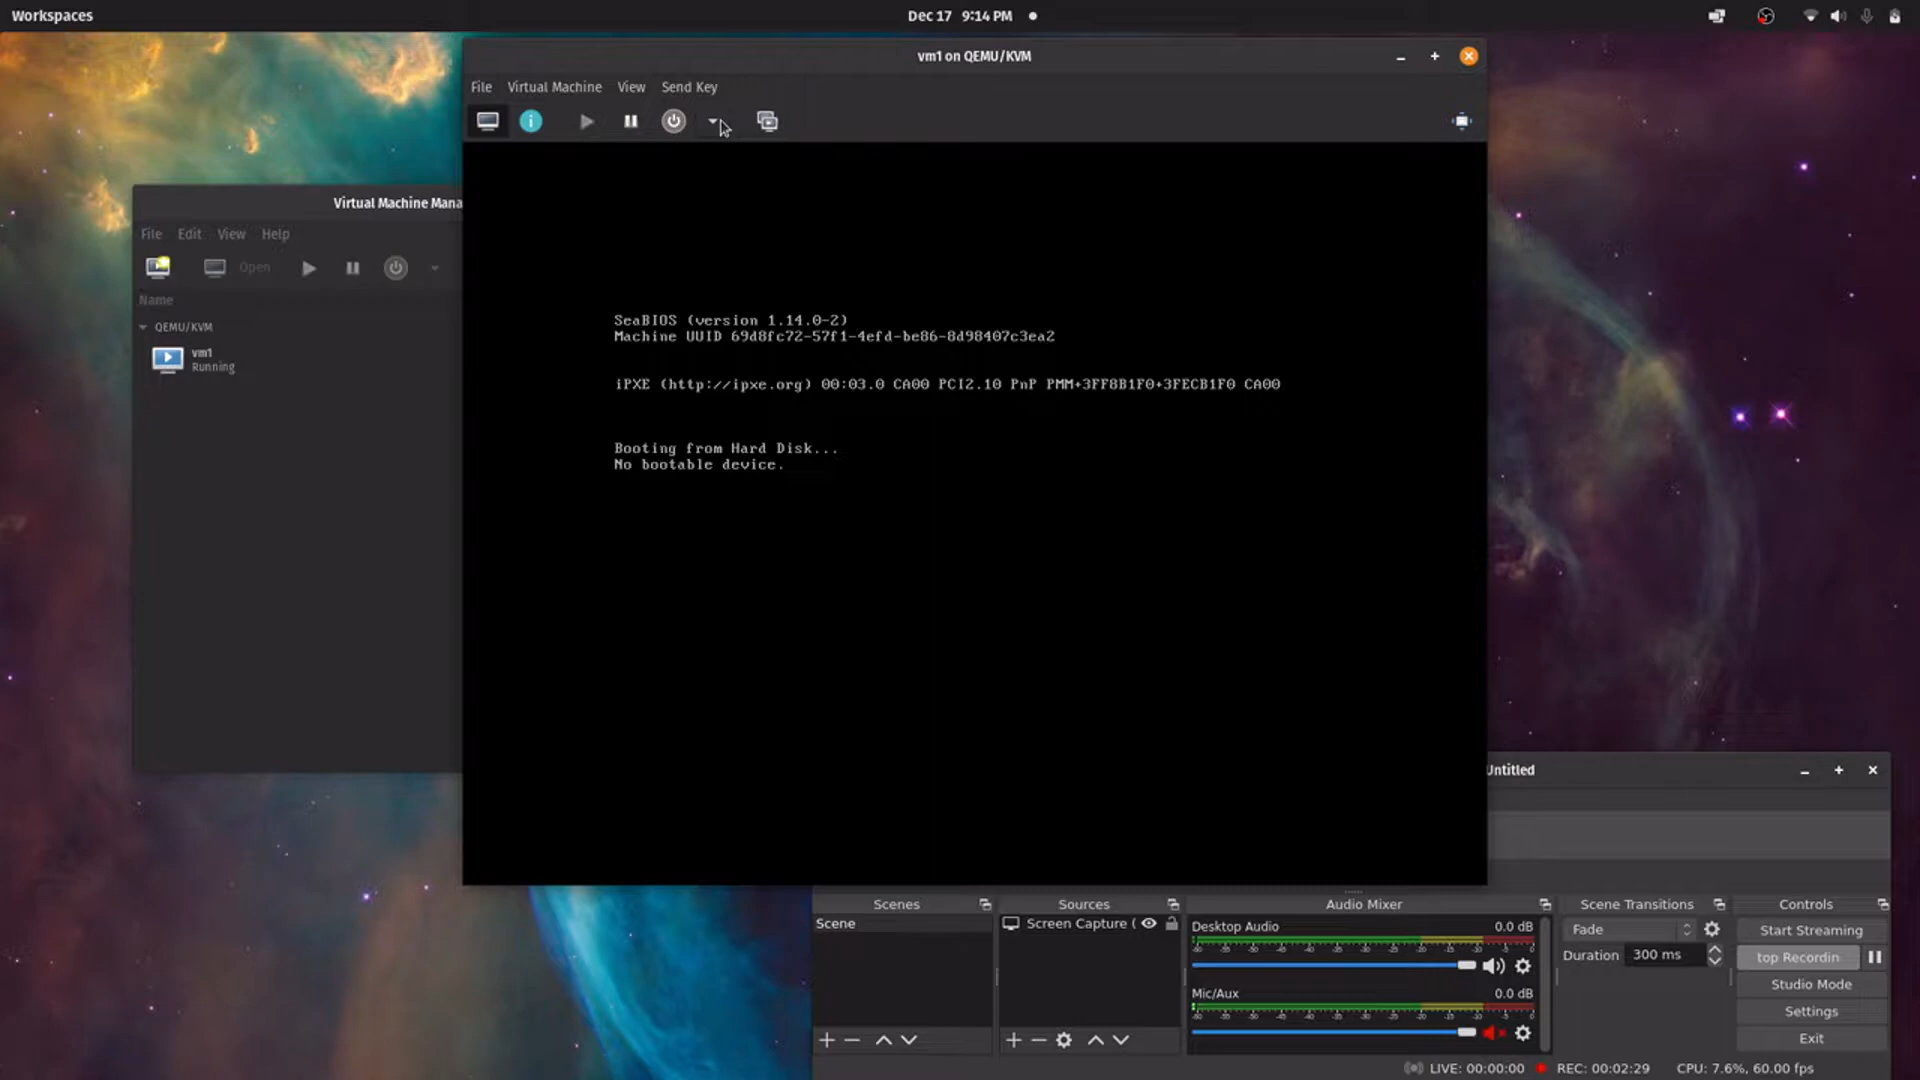 Workspaces
Dec 17 9:14 PM
vm1 on QEMU/KVM
File Virtual Machine View Send Key
Virtual Machine Mana
File Edit View Help
Open
Name
QEMU/KVM
vm1
Running
SeaBIOS (version 1.14.0-2)
Machine UUID 69d8fc72-57f1-4efd-be86-8d98407c3ea2
iPXE (http://ipxe.org) 00:03.0 CA00 PCI2.10 PnP PMM+3FF8B1F0+3FECB1F0 CA00
Booting from Hard Disk...
No bootable device.
Untitled
Scenes
Scene
Sources
Screen Capture (
Audio Mixer
Desktop Audio 0.0 dB
Mic/Aux 0.0 dB
Scene Transitions
Fade
Duration 300 ms
Controls
Start Streaming
top Recordin
Studio Mode
Settings
Exit
LIVE: 00:00:00 REC: 00:02:29 CPU: 7.6%, 60.00 fps